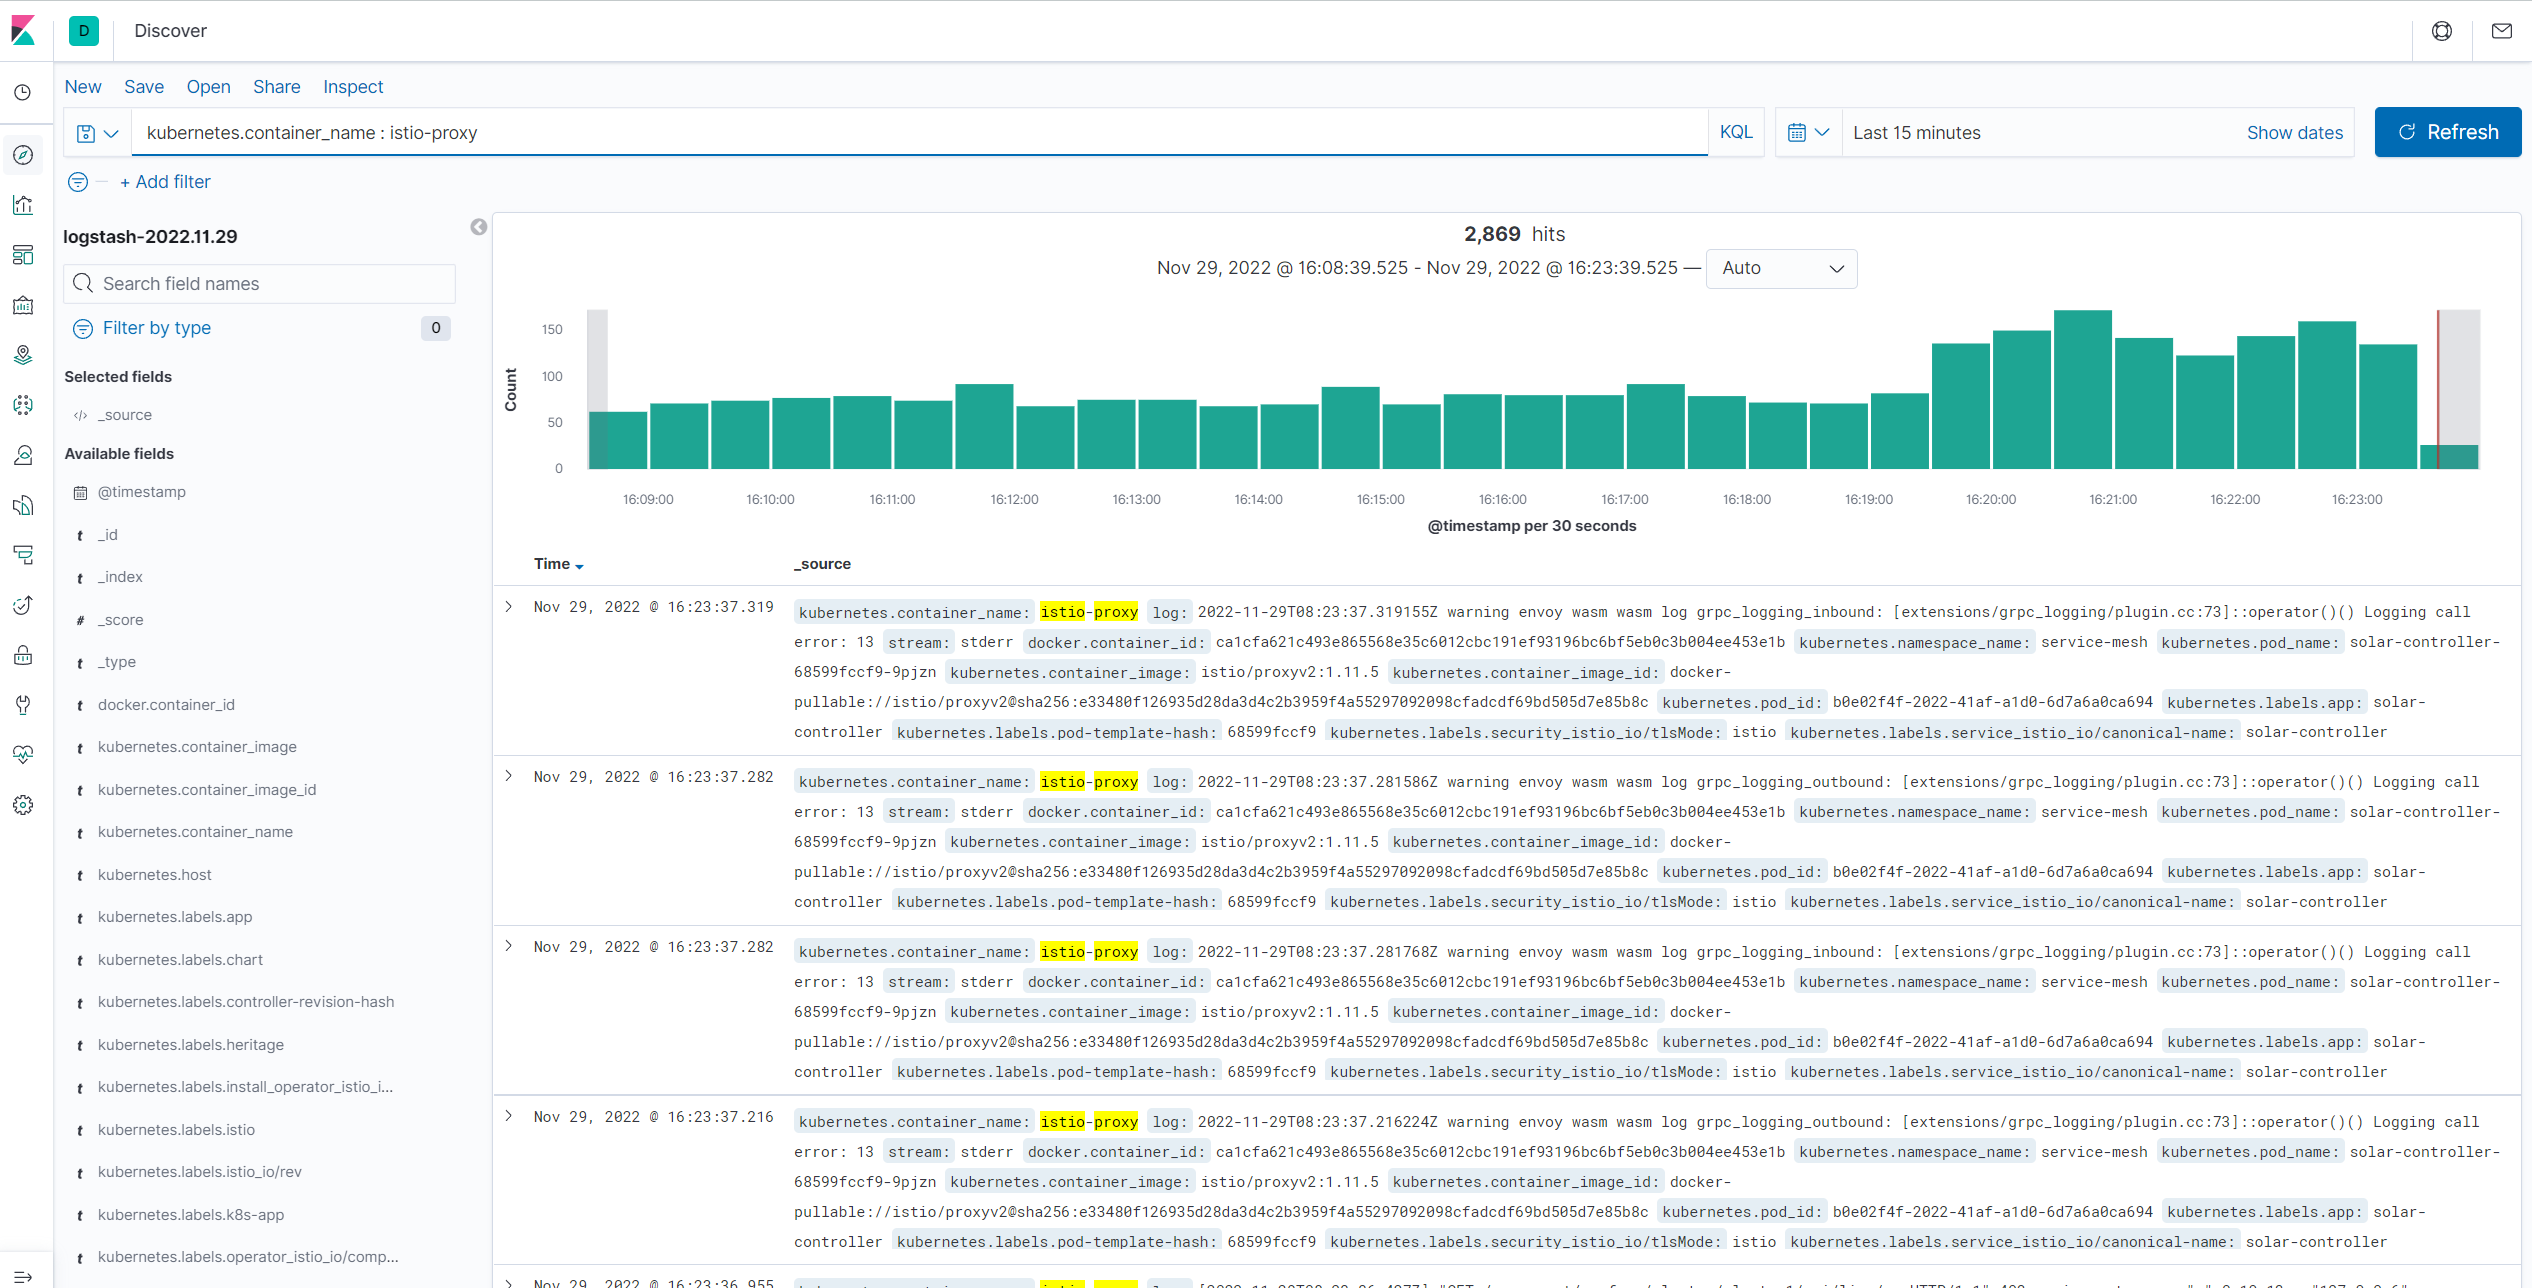 D Discover
New Save Open Share Inspect
kubernetes.container_name : istio-proxy KQL Last 15 minutes Show dates Refresh
+ Add filter
logstash-2022.11.29
Search field names
Filter by type 0
Selected fields
_source
Available fields
@timestamp
t _id
t _index
# _score
t _type
t docker.container_id
t kubernetes.container_image
t kubernetes.container_image_id
t kubernetes.container_name
t kubernetes.host
t kubernetes.labels.app
t kubernetes.labels.chart
t kubernetes.labels.controller-revision-hash
t kubernetes.labels.heritage
t kubernetes.labels.install_operator_istio_i...
t kubernetes.labels.istio
t kubernetes.labels.istio_io/rev
t kubernetes.labels.k8s-app
t kubernetes.labels.operator_istio_io/comp...
2,869 hits
Nov 29, 2022 @ 16:08:39.525 - Nov 29, 2022 @ 16:23:39.525 — Auto
Count
150
100
50
0
16:09:00 16:10:00 16:11:00 16:12:00 16:13:00 16:14:00 16:15:00 16:16:00 16:17:00 16:18:00 16:19:00 16:20:00 16:21:00 16:22:00 16:23:00
@timestamp per 30 seconds
Time _source
Nov 29, 2022 @ 16:23:37.319 kubernetes.container_name: istio-proxy log: 2022-11-29T08:23:37.319155Z warning envoy wasm wasm log grpc_logging_inbound: [extensions/grpc_logging/plugin.cc:73]::operator()() Logging call
error: 13 stream: stderr docker.container_id: ca1cfa621c493e865568e35c6012cbc191ef93196bc6bf5eb0c3b004ee453e1b kubernetes.namespace_name: service-mesh kubernetes.pod_name: solar-controller-
68599fccf9-9pjzn kubernetes.container_image: istio/proxyv2:1.11.5 kubernetes.container_image_id: docker-
pullable://istio/proxyv2@sha256:e33480f126935d28da3d4c2b3959f4a55297092098cfadcdf69bd505d7e85b8c kubernetes.pod_id: b0e02f4f-2022-41af-a1d0-6d7a6a0ca694 kubernetes.labels.app: solar-
controller kubernetes.labels.pod-template-hash: 68599fccf9 kubernetes.labels.security_istio_io/tlsMode: istio kubernetes.labels.service_istio_io/canonical-name: solar-controller
Nov 29, 2022 @ 16:23:37.282 kubernetes.container_name: istio-proxy log: 2022-11-29T08:23:37.281586Z warning envoy wasm wasm log grpc_logging_outbound: [extensions/grpc_logging/plugin.cc:73]::operator()() Logging call
error: 13 stream: stderr docker.container_id: ca1cfa621c493e865568e35c6012cbc191ef93196bc6bf5eb0c3b004ee453e1b kubernetes.namespace_name: service-mesh kubernetes.pod_name: solar-controller-
68599fccf9-9pjzn kubernetes.container_image: istio/proxyv2:1.11.5 kubernetes.container_image_id: docker-
pullable://istio/proxyv2@sha256:e33480f126935d28da3d4c2b3959f4a55297092098cfadcdf69bd505d7e85b8c kubernetes.pod_id: b0e02f4f-2022-41af-a1d0-6d7a6a0ca694 kubernetes.labels.app: solar-
controller kubernetes.labels.pod-template-hash: 68599fccf9 kubernetes.labels.security_istio_io/tlsMode: istio kubernetes.labels.service_istio_io/canonical-name: solar-controller
Nov 29, 2022 @ 16:23:37.282 kubernetes.container_name: istio-proxy log: 2022-11-29T08:23:37.281768Z warning envoy wasm wasm log grpc_logging_inbound: [extensions/grpc_logging/plugin.cc:73]::operator()() Logging call
error: 13 stream: stderr docker.container_id: ca1cfa621c493e865568e35c6012cbc191ef93196bc6bf5eb0c3b004ee453e1b kubernetes.namespace_name: service-mesh kubernetes.pod_name: solar-controller-
68599fccf9-9pjzn kubernetes.container_image: istio/proxyv2:1.11.5 kubernetes.container_image_id: docker-
pullable://istio/proxyv2@sha256:e33480f126935d28da3d4c2b3959f4a55297092098cfadcdf69bd505d7e85b8c kubernetes.pod_id: b0e02f4f-2022-41af-a1d0-6d7a6a0ca694 kubernetes.labels.app: solar-
controller kubernetes.labels.pod-template-hash: 68599fccf9 kubernetes.labels.security_istio_io/tlsMode: istio kubernetes.labels.service_istio_io/canonical-name: solar-controller
Nov 29, 2022 @ 16:23:37.216 kubernetes.container_name: istio-proxy log: 2022-11-29T08:23:37.216224Z warning envoy wasm wasm log grpc_logging_outbound: [extensions/grpc_logging/plugin.cc:73]::operator()() Logging call
error: 13 stream: stderr docker.container_id: ca1cfa621c493e865568e35c6012cbc191ef93196bc6bf5eb0c3b004ee453e1b kubernetes.namespace_name: service-mesh kubernetes.pod_name: solar-controller-
68599fccf9-9pjzn kubernetes.container_image: istio/proxyv2:1.11.5 kubernetes.container_image_id: docker-
pullable://istio/proxyv2@sha256:e33480f126935d28da3d4c2b3959f4a55297092098cfadcdf69bd505d7e85b8c kubernetes.pod_id: b0e02f4f-2022-41af-a1d0-6d7a6a0ca694 kubernetes.labels.app: solar-
controller kubernetes.labels.pod-template-hash: 68599fccf9 kubernetes.labels.security_istio_io/tlsMode: istio kubernetes.labels.service_istio_io/canonical-name: solar-controller
Nov 29, 2022 @ 16:23:36.955